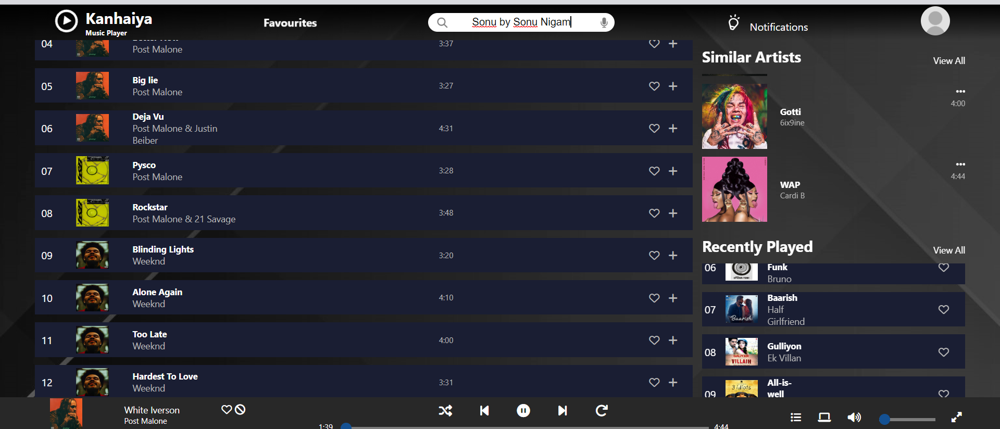 Kanhaiya
Music Player
Favourites
Sonu by Sonu Nigam
Notifications
04
Post Malone
3:37
05
Big lie
Post Malone
3:27
06
Deja Vu
Post Malone & Justin
Beiber
4:31
07
Pysco
Post Malone
3:28
08
Rockstar
Post Malone & 21 Savage
3:48
09
Blinding Lights
Weeknd
3:20
10
Alone Again
Weeknd
4:10
11
Too Late
Weeknd
4:00
12
Hardest To Love
Weeknd
3:31
Similar Artists
View All
Gotti
6ix9ine
4:00
WAP
Cardi B
4:44
Recently Played
View All
06
Funk
Bruno
07
Baarish
Baarish
Half
Girlfriend
08
GALIYAN
VILLAIN
Gulliyon
Ek Villan
09
3 idiots
All-is-
well
White Iverson
Post Malone
1:39
4:44